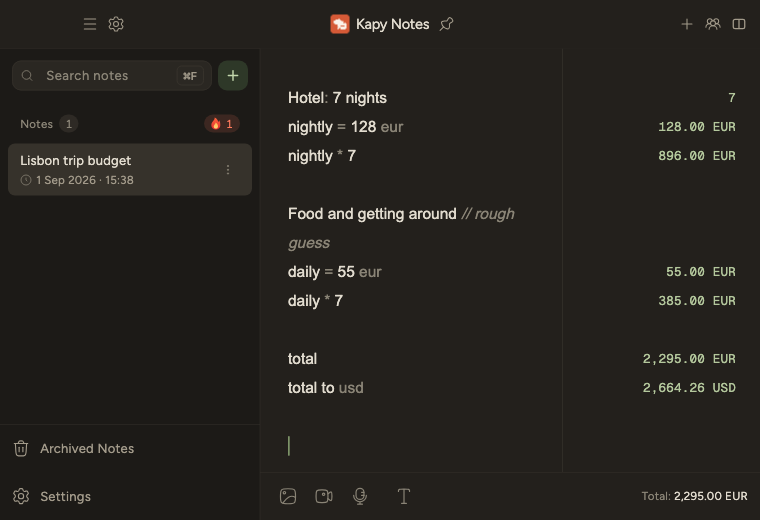 Kapy Notes
Search notes ⌘F
Notes 1
1
Lisbon trip budget
1 Sep 2026 · 15:38
Archived Notes
Settings
Hotel: 7 nights 7
nightly = 128 eur 128.00 EUR
nightly * 7 896.00 EUR
Food and getting around // rough
guess
daily = 55 eur 55.00 EUR
daily * 7 385.00 EUR
total 2,295.00 EUR
total to usd 2,664.26 USD
Total: 2,295.00 EUR